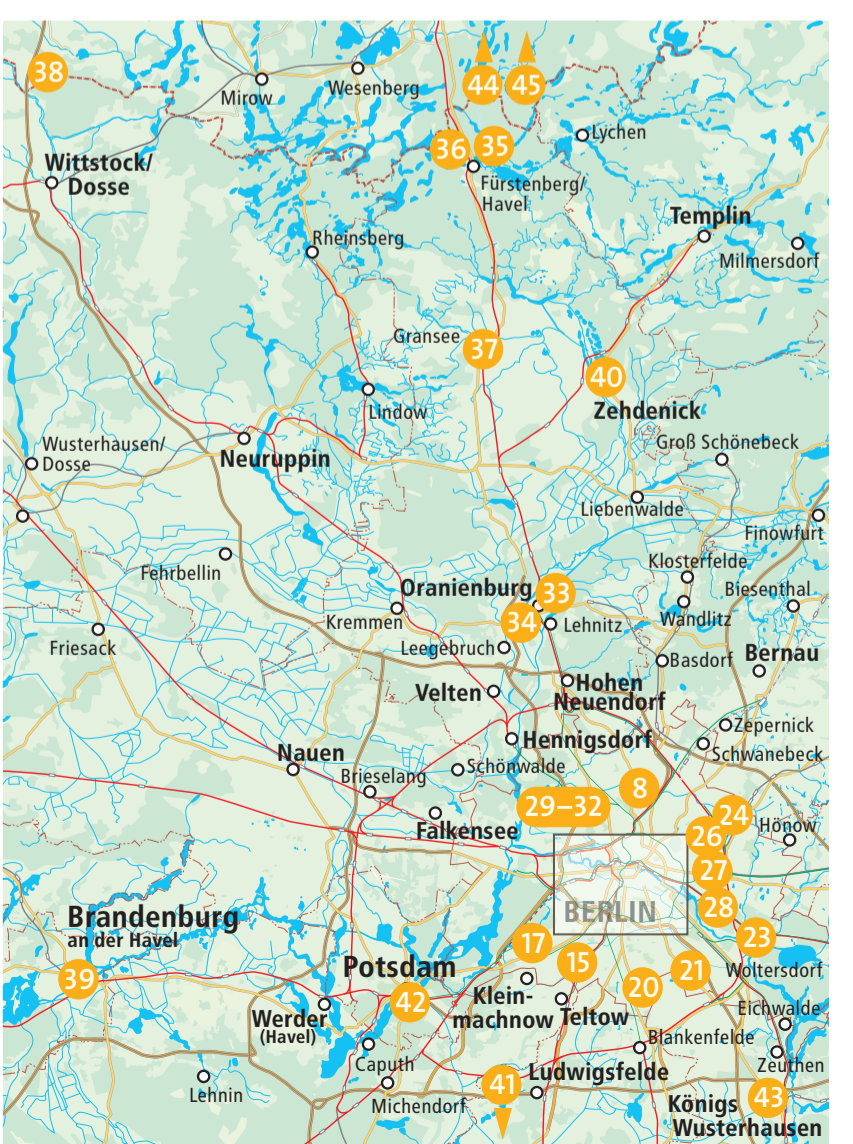 38
44
45
Mirow
Wesenberg
Lychen
36
35
Wittstock/
Dosse
Fürstenberg/
Havel
Templin
Rheinsberg
Milmersdorf
Gransee
37
40
Zehdenick
Lindow
Wusterhausen/
Dosse
Neuruppin
Groß Schönebeck
Liebenwalde
Finowfurt
Fehrbellin
Klosterfelde
Oranienburg
33
Biesenthal
Kremmen
34
Lehnitz
Wandlitz
Friesack
Leegebruch
Basdorf
Bernau
Velten
Hohen
Neuendorf
Zepernick
Hennigsdorf
Schwanebeck
Nauen
Schönwalde
Brieselang
8
29–32
24
Falkensee
26
Hönow
27
BERLIN
28
Brandenburg
an der Havel
17
23
Potsdam
15
21
Woltersdorf
39
20
42
Klein-
machnow
Teltow
Eichwalde
Werder
(Havel)
Blankenfelde
Caputh
Zeuthen
41
Ludwigsfelde
Lehnin
Michendorf
43
Königs
Wusterhausen